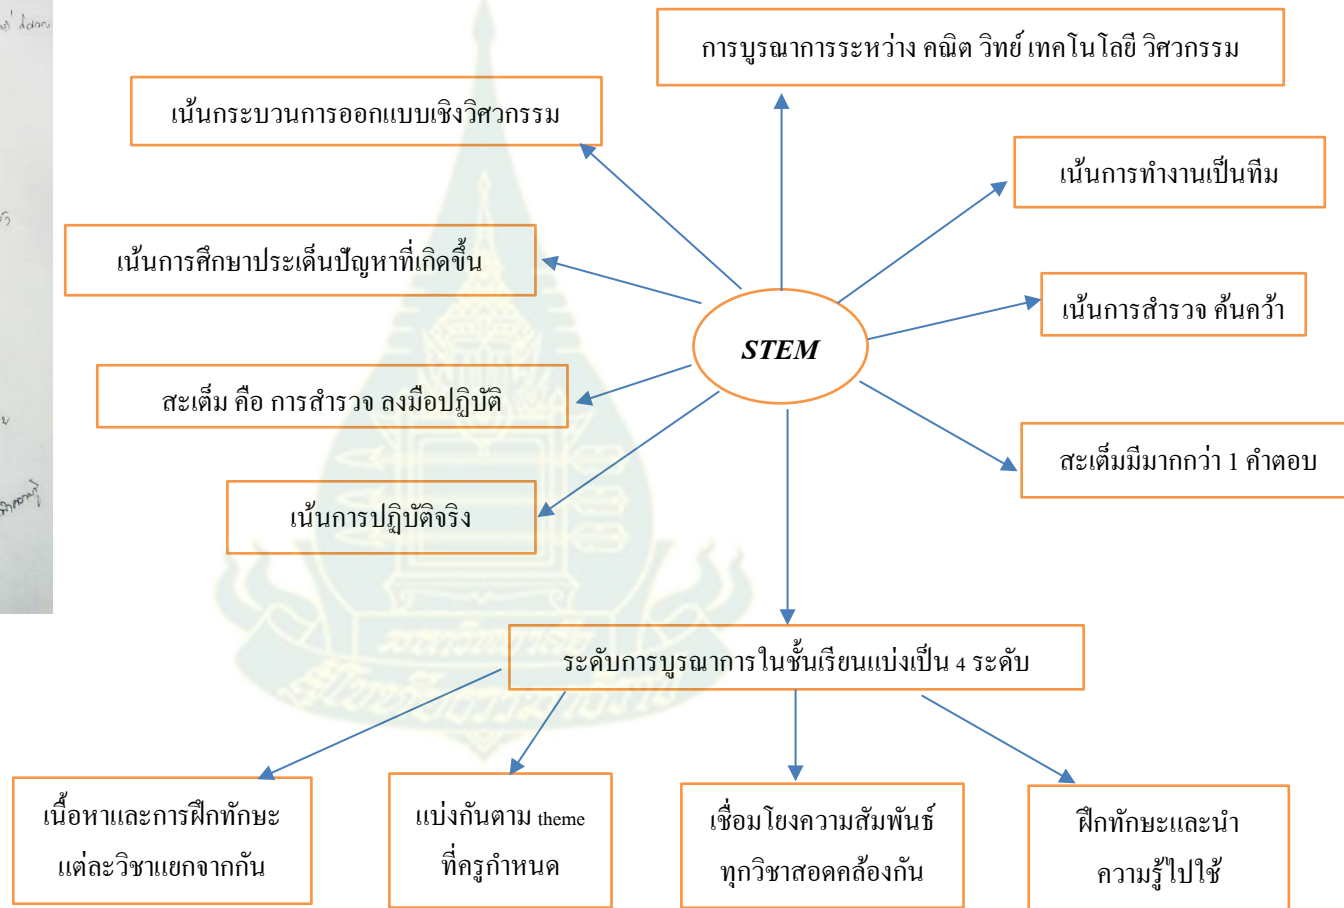 การบูรณาการระหว่าง คณิต วิทย์ เทคโนโลยี วิศวกรรม
เน้นกระบวนการออกแบบเชิงวิศวกรรม
เน้นการทำงานเป็นทีม
เน้นการศึกษาประเด็นปัญหาที่เกิดขึ้น
เน้นการสำรวจ ค้นคว้า
STEM
สะเต็ม คือ การสำรวจ ลงมือปฏิบัติ
สะเต็มมีมากกว่า 1 คำตอบ
เน้นการปฏิบัติจริง
ระดับการบูรณาการในชั้นเรียนแบ่งเป็น 4 ระดับ
เนื้อหาและการฝึกทักษะ
แต่ละวิชาแยกจากกัน
แบ่งกันตาม theme
ที่ครูกำหนด
เชื่อมโยงความสัมพันธ์
ทุกวิชาสอดคล้องกัน
ฝึกทักษะและนำ
ความรู้ไปใช้